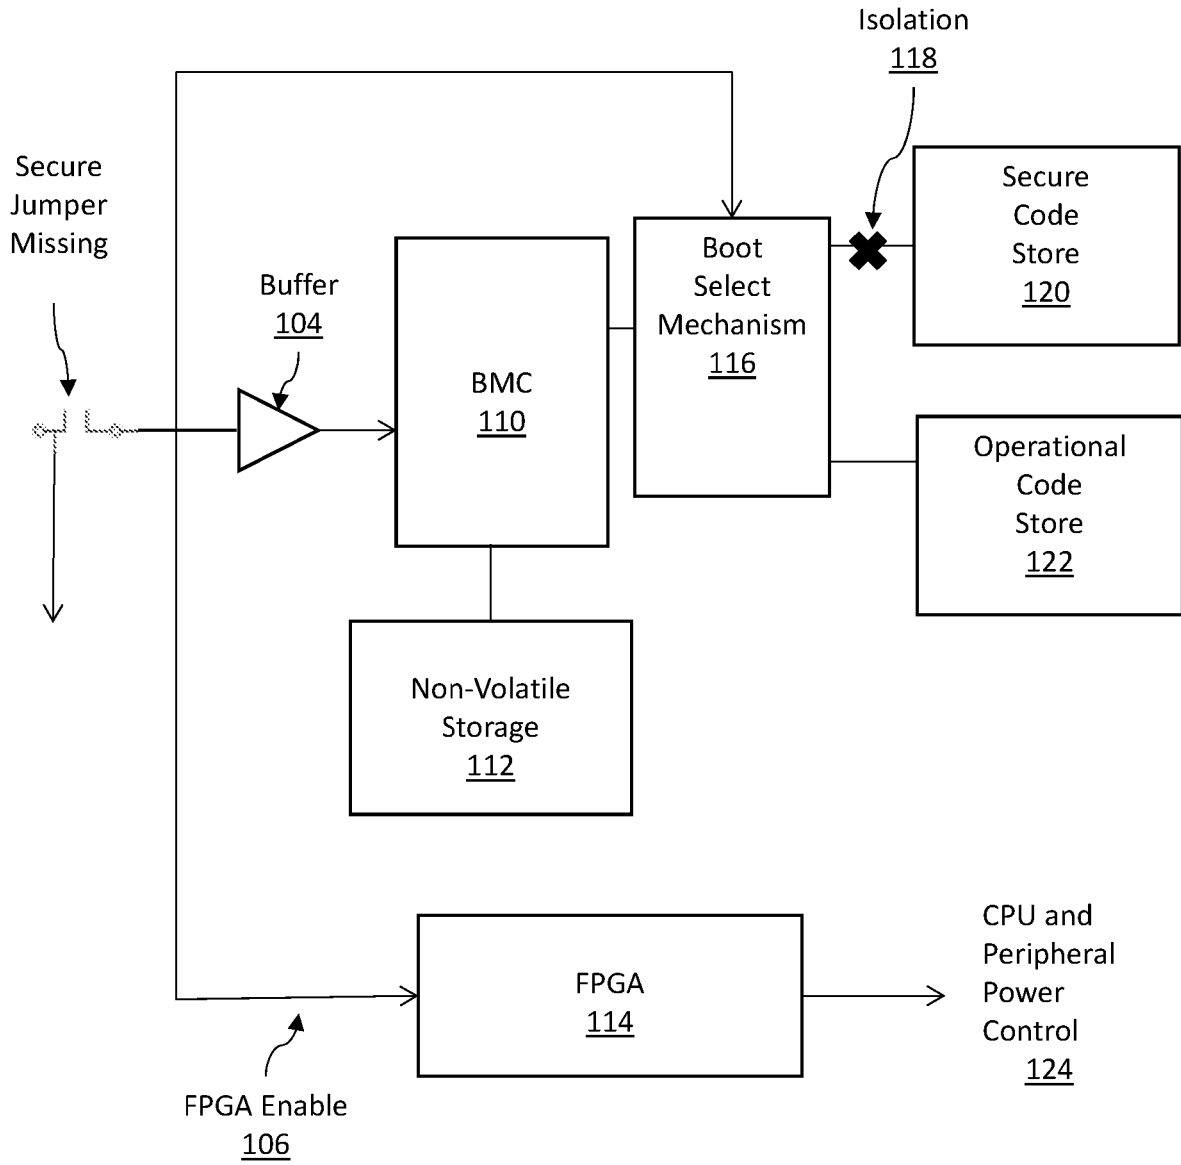 Isolation
118
Secure
Jumper
Missing
Buffer
104
BMC
110
Boot
Select
Mechanism
116
Secure
Code
Store
120
Operational
Code
Store
122
Non-Volatile
Storage
112
FPGA
114
CPU and
Peripheral
Power
Control
124
FPGA Enable
106